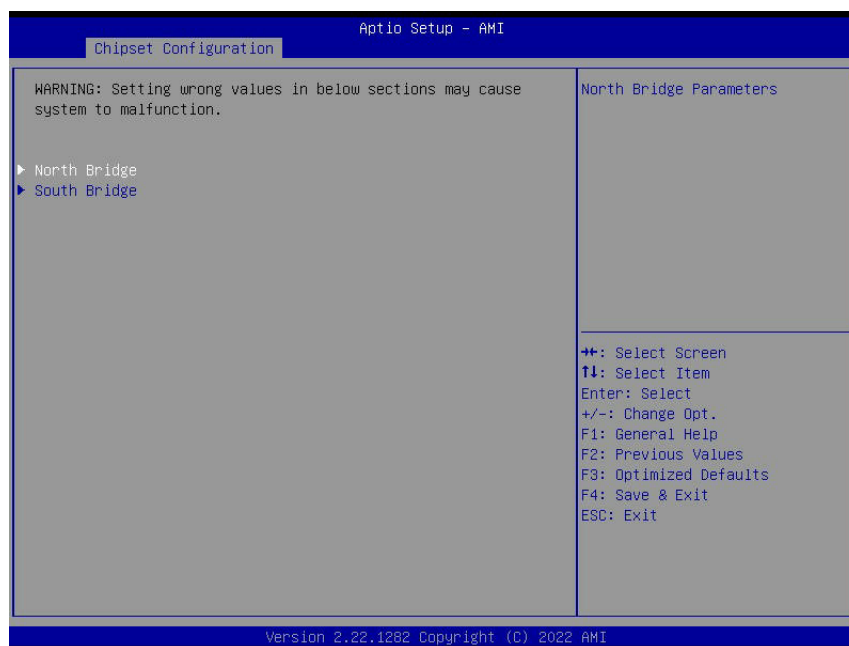 Aptio Setup – AMI
Chipset Configuration
WARNING: Setting wrong values in below sections may cause
system to malfunction.
North Bridge
South Bridge
North Bridge Parameters
→←: Select Screen
↑↓: Select Item
Enter: Select
+/-: Change Opt.
F1: General Help
F2: Previous Values
F3: Optimized Defaults
F4: Save & Exit
ESC: Exit
Version 2.22.1282 Copyright (C) 2022 AMI